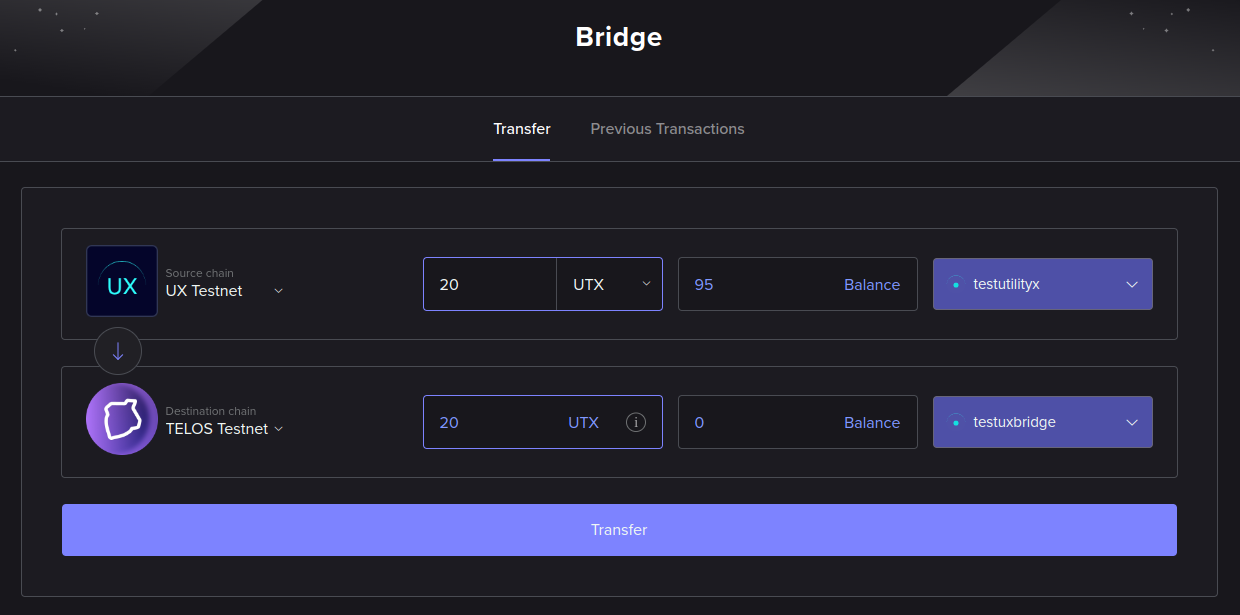 Bridge
Transfer Previous Transactions
UX
Source chain
UX Testnet
20 UTX
95 Balance
testutilityx
Destination chain
TELOS Testnet
20 UTX i
0 Balance
testuxbridge
Transfer